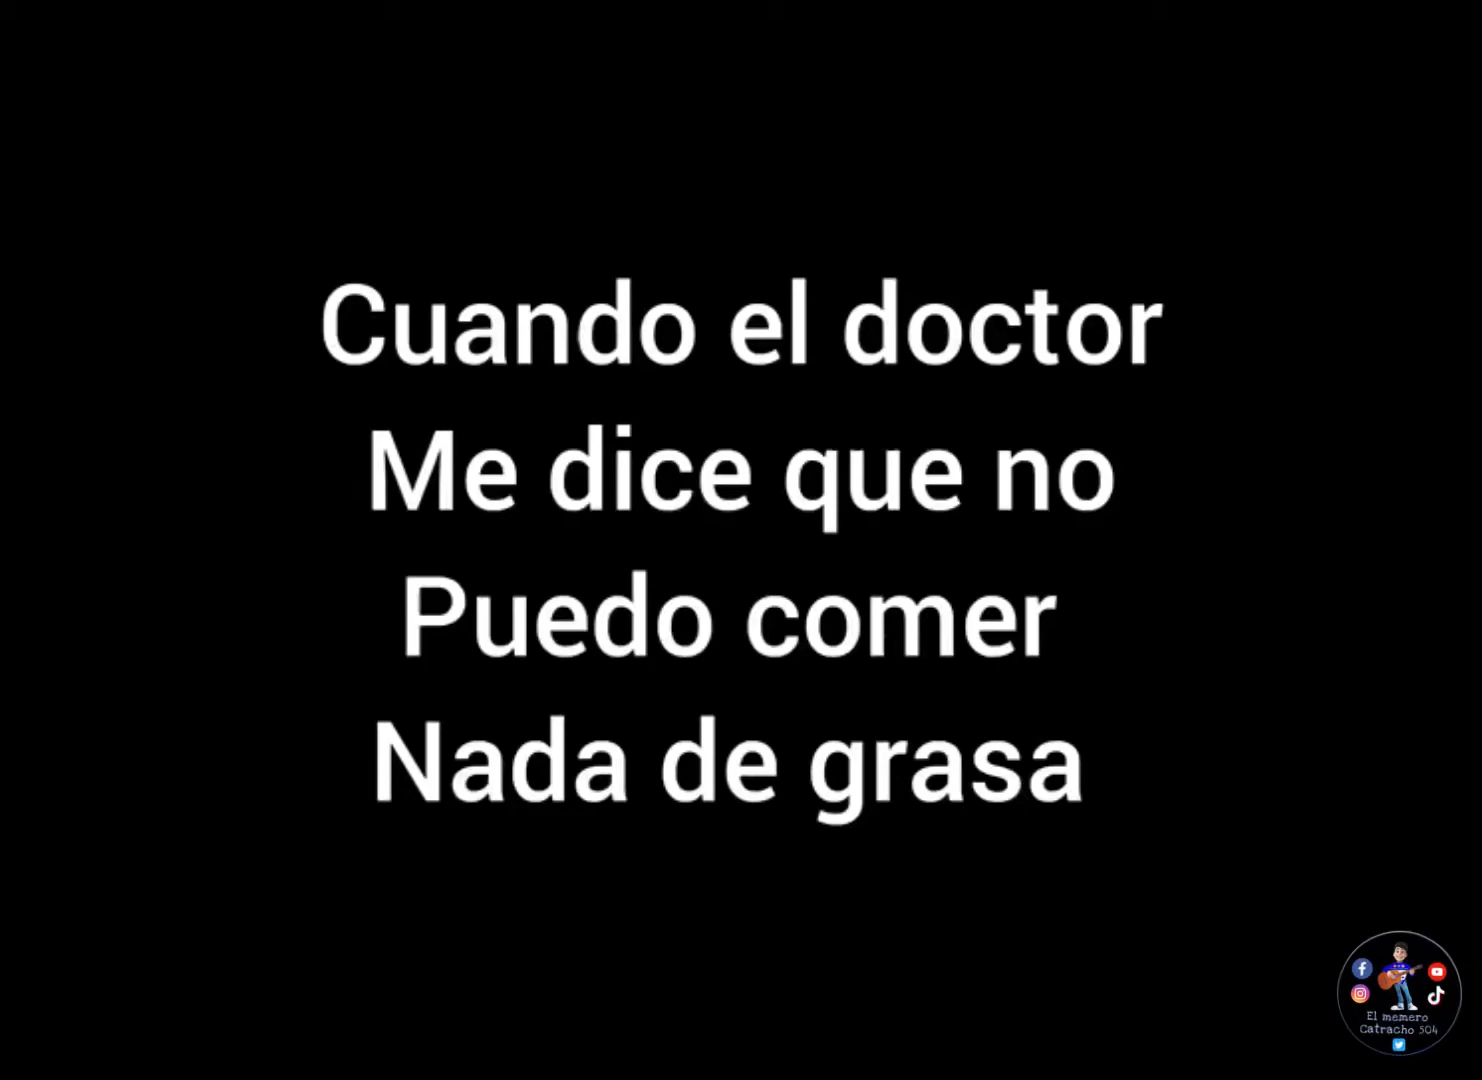 Cuando el doctor
Me dice que no
Puedo comer
Nada de grasa
El memero
Catracho 504